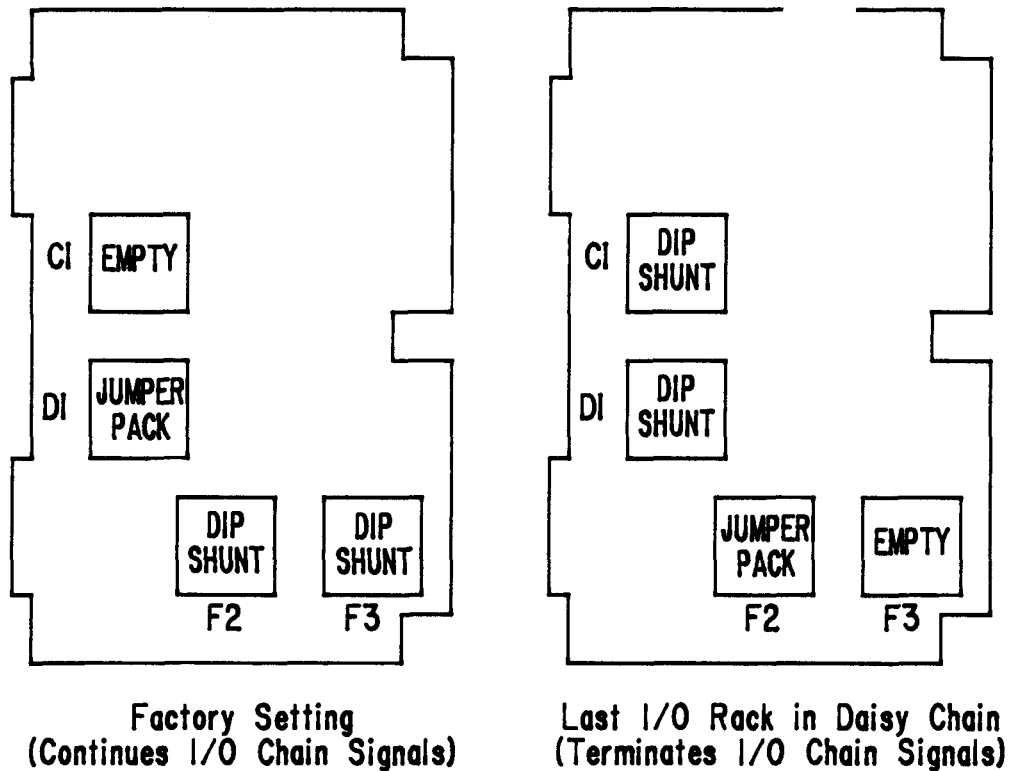 CI
EMPTY
DI
JUMPER
PACK
DIP
SHUNT
DIP
SHUNT
F2
F3
Factory Setting
(Continues I/O Chain Signals)
CI
DIP
SHUNT
DI
DIP
SHUNT
JUMPER
PACK
EMPTY
F2
F3
Last I/O Rack in Daisy Chain
(Terminates I/O Chain Signals)